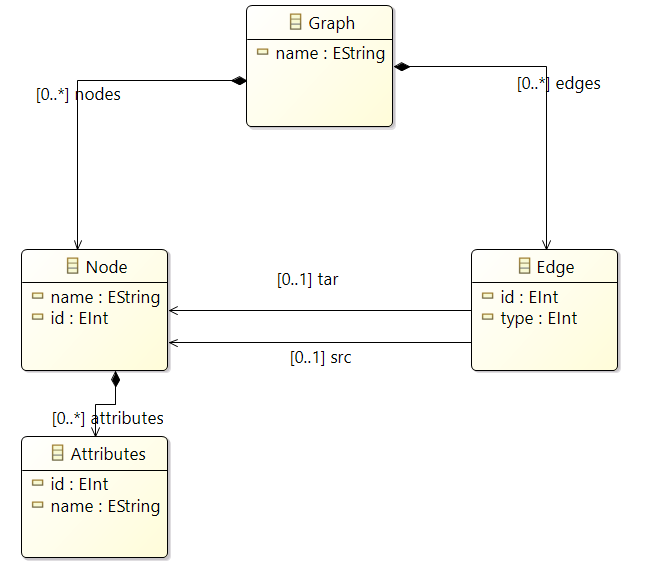 Graph
name : EString
[0..*] nodes
[0..*] edges
Node
name : EString
id : EInt
[0..1] tar
[0..1] src
Edge
id : EInt
type : EInt
[0..*] attributes
Attributes
id : EInt
name : EString